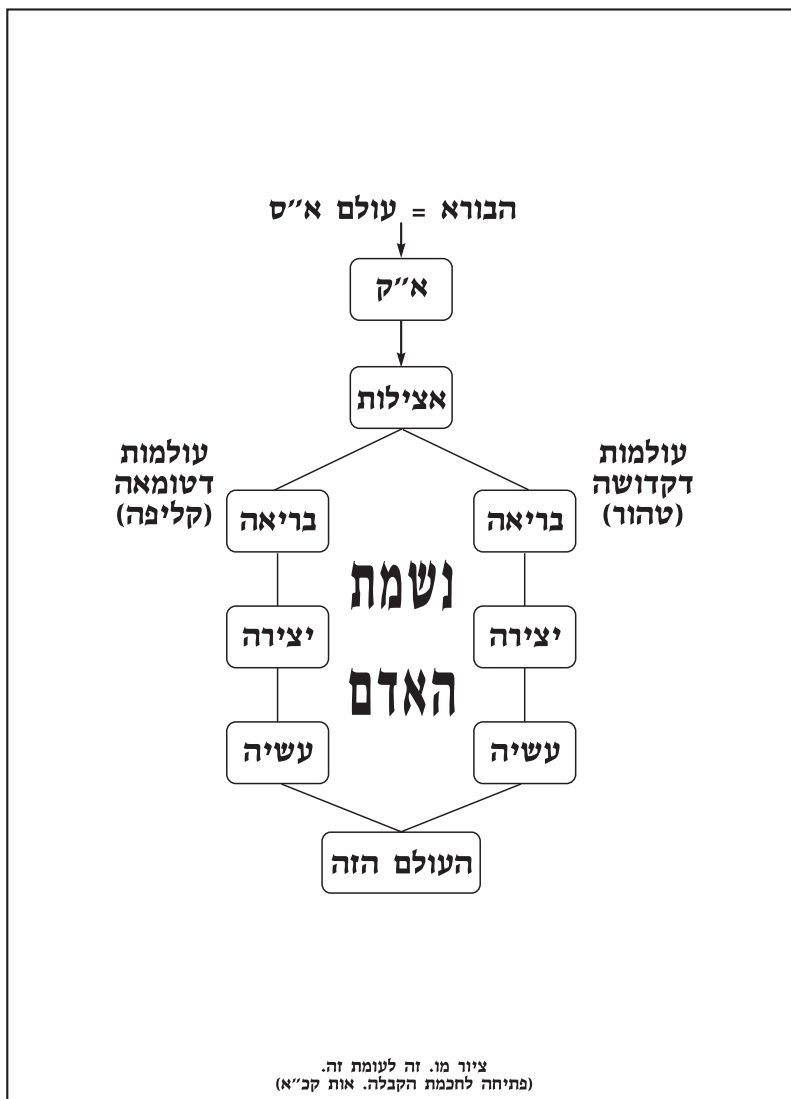 הבורא = עולם א״ס
א״ק
אצילות
עולמות
דקדושה
(טהור)
עולמות
דטומאה
(קליפה)
בריאה
בריאה
נשמת
יצירה
יצירה
האדם
עשיה
עשיה
העולם הזה
ציור מו. זה לעומת זה.
(פתיחה לחכמת הקבלה. אות קכ״א)